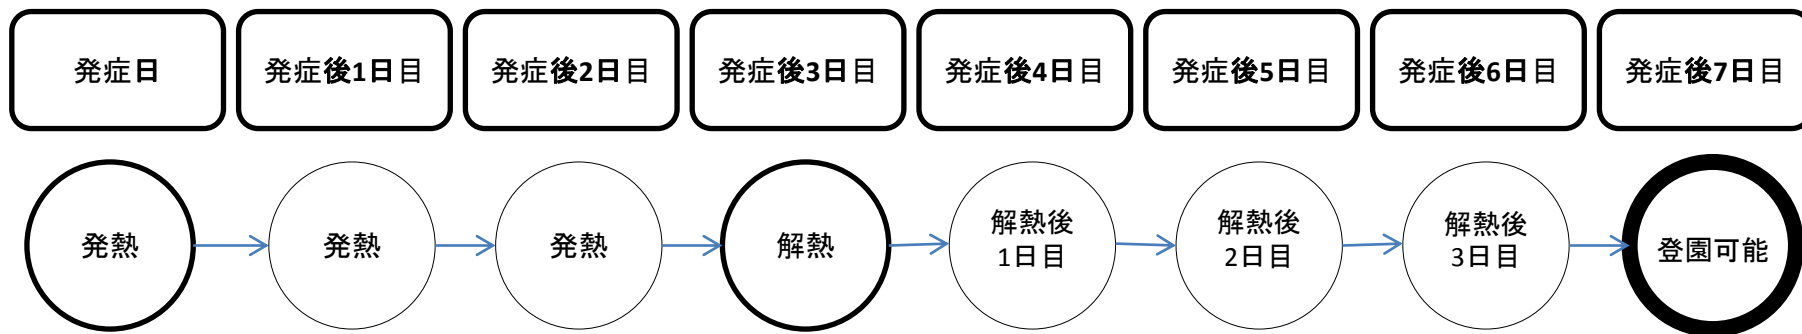 発症日
発症後1日目
発症後2日目
発症後3日目
発症後4日目
発症後5日目
発症後6日目
発症後7日目
発熱
発熱
発熱
解熱
解熱後
1日目
解熱後
2日目
解熱後
3日目
登園可能